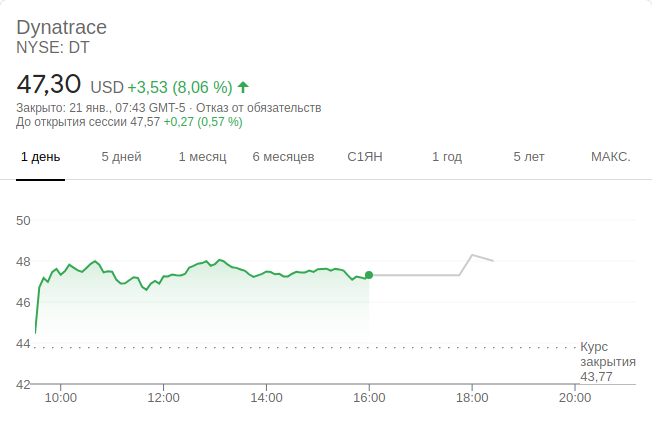 Dynatrace
NYSE: DT
47,30 USD +3,53 (8,06 %)
Закрыто: 21 янв., 07:43 GMT-5 · Отказ от обязательств
До открытия сессии 47,57 +0,27 (0,57 %)
1 день 5 дней 1 месяц 6 месяцев С1ЯН 1 год 5 лет МАКС.
50
48
46
44
Курс
закрытия
43,77
42
10:00 12:00 14:00 16:00 18:00 20:00